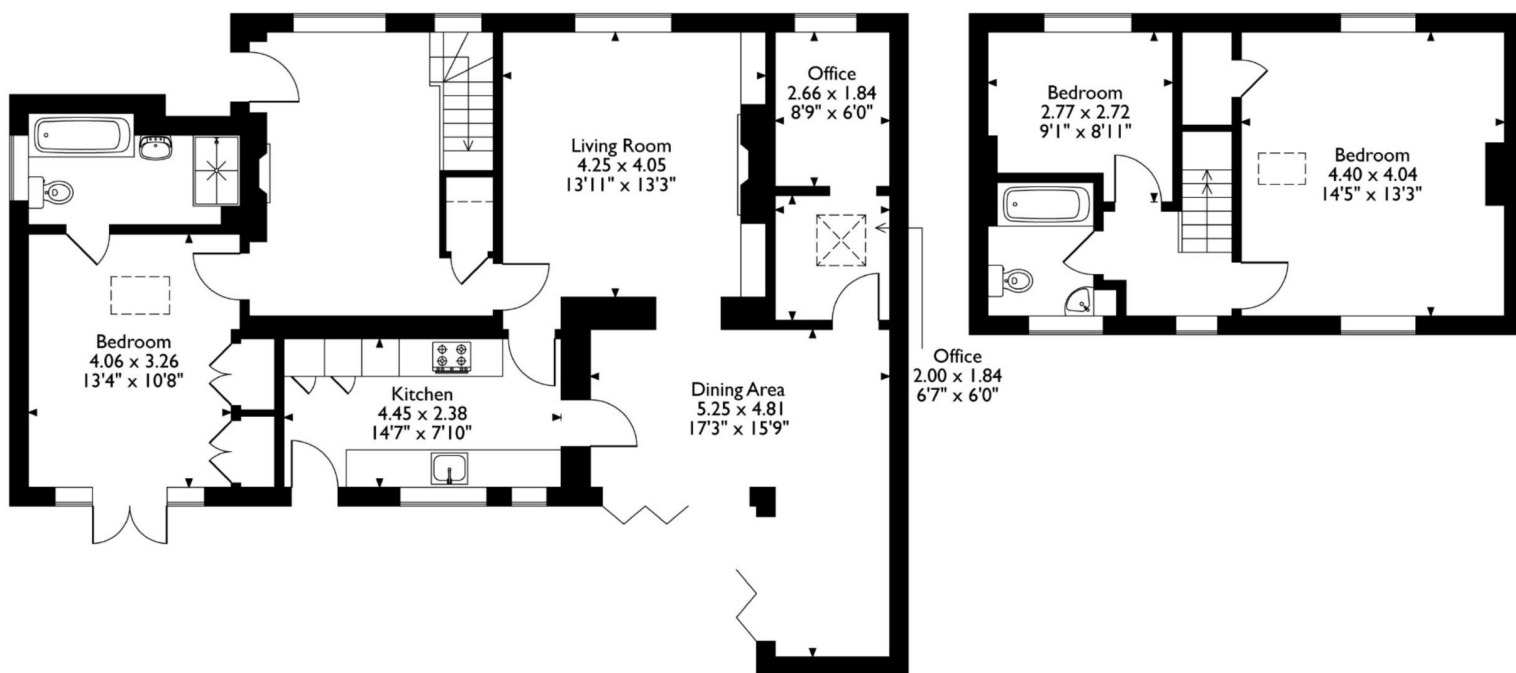 Office
2.66 x 1.84
8'9" x 6'0"
Living Room
4.25 x 4.05
13'11" x 13'3"
Bedroom
4.06 x 3.26
13'4" x 10'8"
Kitchen
4.45 x 2.38
14'7" x 7'10"
Dining Area
5.25 x 4.81
17'3" x 15'9"
Office
2.00 x 1.84
6'7" x 6'0"
Bedroom
2.77 x 2.72
9'1" x 8'11"
Bedroom
4.40 x 4.04
14'5" x 13'3"